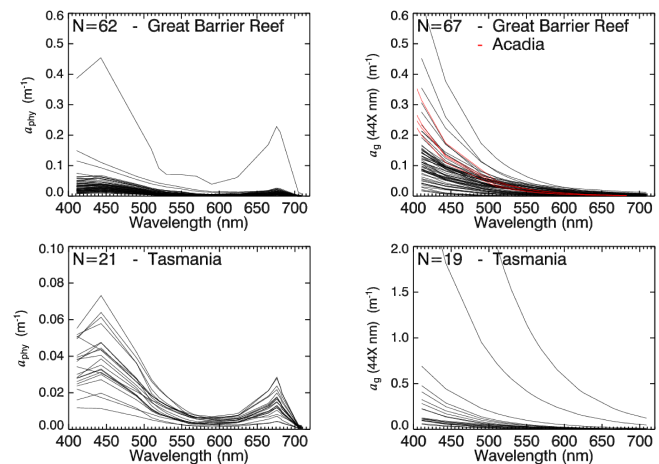 N=62 - Great Barrier Reef
0.6
0.5
0.4
0.3
0.2
0.1
0.0
a_phy (m⁻¹)
400 450 500 550 600 650 700
Wavelength (nm)
N=67 - Great Barrier Reef
- Acadia
0.6
0.5
0.4
0.3
0.2
0.1
0.0
a_g (44X nm) (m⁻¹)
400 450 500 550 600 650 700
Wavelength (nm)
N=21 - Tasmania
0.10
0.08
0.06
0.04
0.02
0.00
a_phy (m⁻¹)
400 450 500 550 600 650 700
Wavelength (nm)
N=19 - Tasmania
2.0
1.5
1.0
0.5
0.0
a_g (44X nm) (m⁻¹)
400 450 500 550 600 650 700
Wavelength (nm)